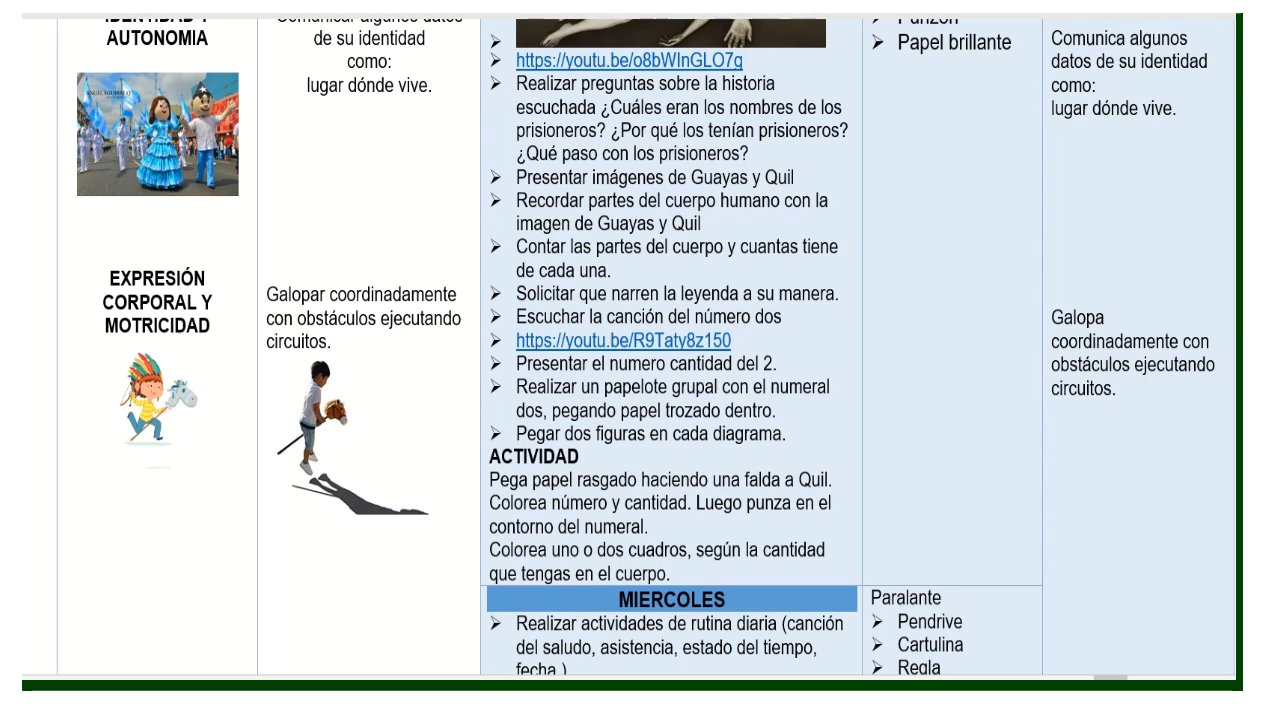 IDENTIDAD Y
AUTONOMIA
EXPRESIÓN
CORPORAL Y
MOTRICIDAD
Comunicar algunos datos
de su identidad
como:
lugar dónde vive.
Galopar coordinadamente
con obstáculos ejecutando
circuitos.
https://youtu.be/o8bWInGLO7g
Realizar preguntas sobre la historia
escuchada ¿Cuáles eran los nombres de los
prisioneros? ¿Por qué los tenían prisioneros?
¿Qué paso con los prisioneros?
Presentar imágenes de Guayas y Quil
Recordar partes del cuerpo humano con la
imagen de Guayas y Quil
Contar las partes del cuerpo y cuantas tiene
de cada una.
Solicitar que narren la leyenda a su manera.
Escuchar la canción del número dos
https://youtu.be/R9Taty8z150
Presentar el numero cantidad del 2.
Realizar un papelote grupal con el numeral
dos, pegando papel trozado dentro.
Pegar dos figuras en cada diagrama.
ACTIVIDAD
Pega papel rasgado haciendo una falda a Quil.
Colorea número y cantidad. Luego punza en el
contorno del numeral.
Colorea uno o dos cuadros, según la cantidad
que tengas en el cuerpo.
MIERCOLES
Realizar actividades de rutina diaria (canción
del saludo, asistencia, estado del tiempo,
fecha.)
Punzón
Papel brillante
Paralante
Pendrive
Cartulina
Regla
Comunica algunos
datos de su identidad
como:
lugar dónde vive.
Galopa
coordinadamente con
obstáculos ejecutando
circuitos.